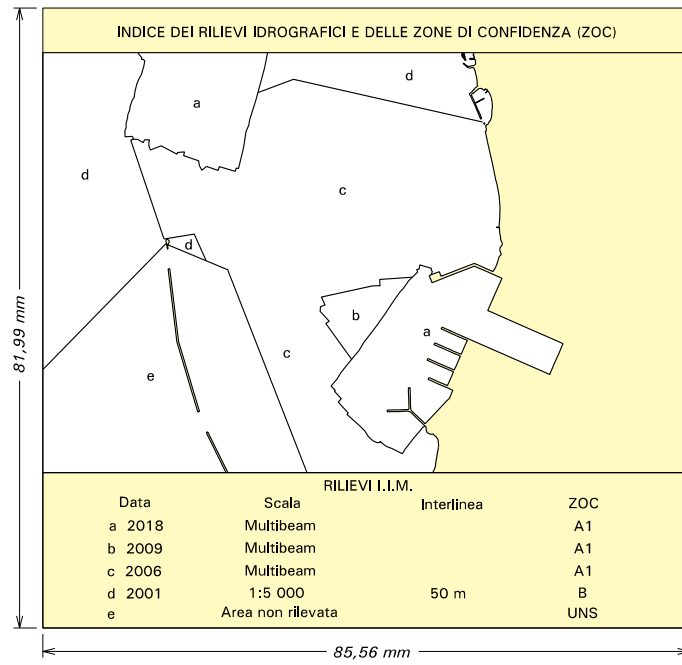 INDICE DEI RILIEVI IDROGRAFICI E DELLE ZONE DI CONFIDENZA (ZOC)
d
a
d
c
d
b
a
c
e
81,99 mm
RILIEVI I.I.M.
Data Scala Interlinea ZOC
a 2018 Multibeam A1
b 2009 Multibeam A1
c 2006 Multibeam A1
d 2001 1:5 000 50 m B
e Area non rilevata UNS
85,56 mm